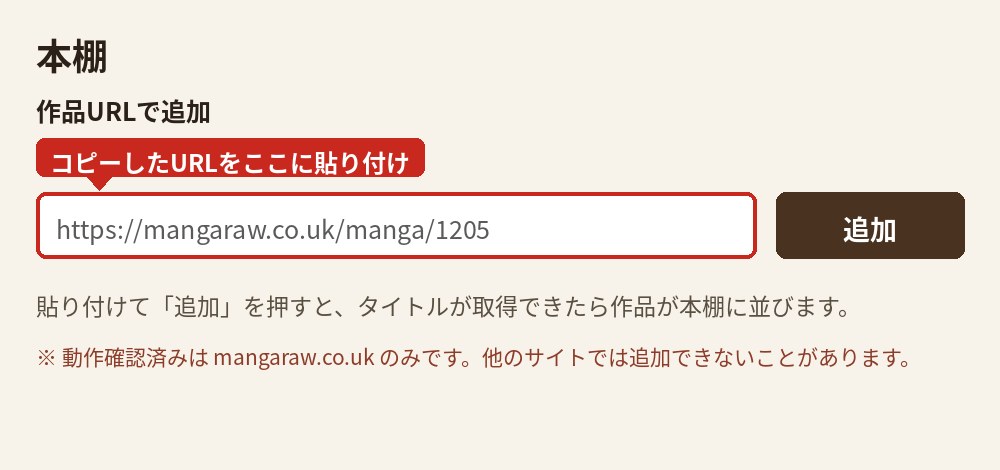 本棚
作品URLで追加
コピーしたURLをここに貼り付け
https://mangaraw.co.uk/manga/1205
追加
貼り付けて「追加」を押すと、タイトルが取得できたら作品が本棚に並びます。
※ 動作確認済みは mangaraw.co.uk のみです。他のサイトでは追加できないことがあります。